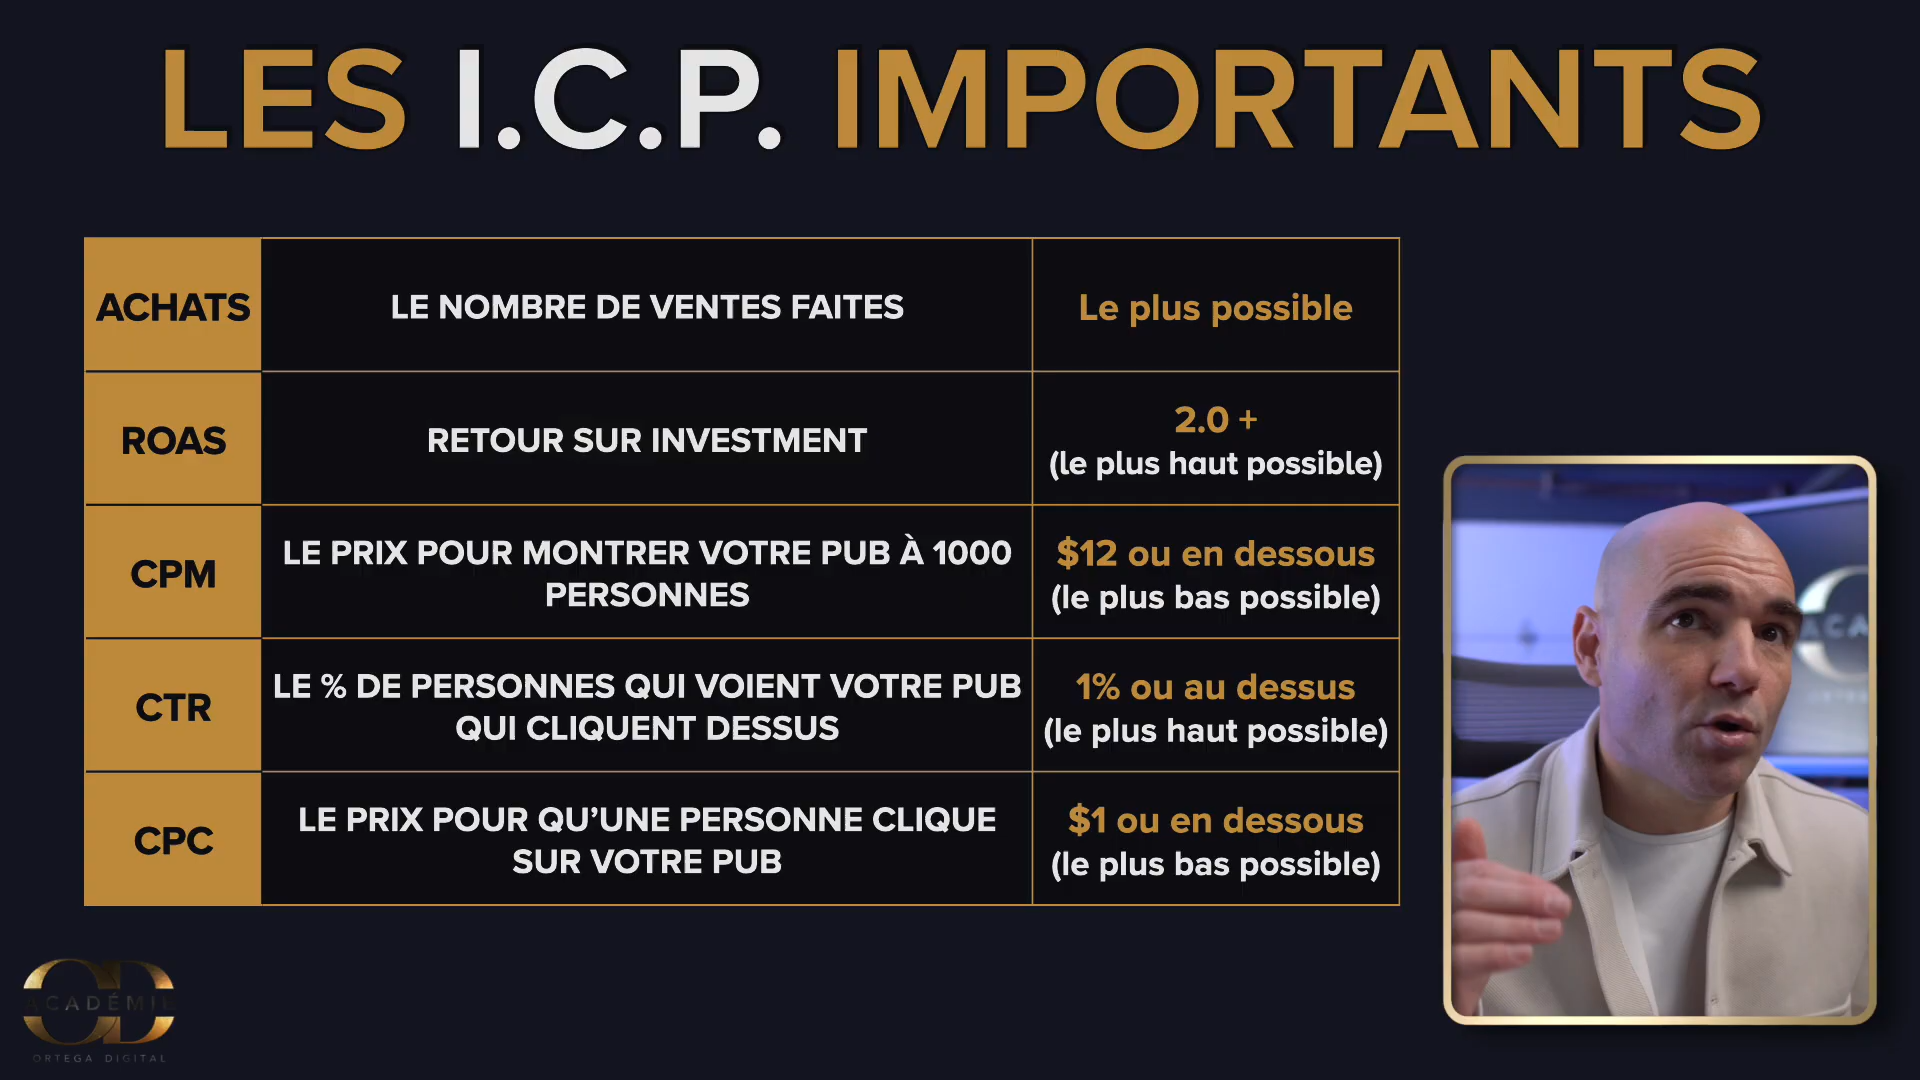 LES I.C.P. IMPORTANTS
ACHATS
LE NOMBRE DE VENTES FAITES
Le plus possible
ROAS
RETOUR SUR INVESTMENT
2.0 +
(le plus haut possible)
CPM
LE PRIX POUR MONTRER VOTRE PUB À 1000
PERSONNES
$12 ou en dessous
(le plus bas possible)
CTR
LE % DE PERSONNES QUI VOIENT VOTRE PUB
QUI CLIQUENT DESSUS
1% ou au dessus
(le plus haut possible)
CPC
LE PRIX POUR QU’UNE PERSONNE CLIQUE
SUR VOTRE PUB
$1 ou en dessous
(le plus bas possible)
OD
ACADÉMIE
ORTEGA DIGITAL